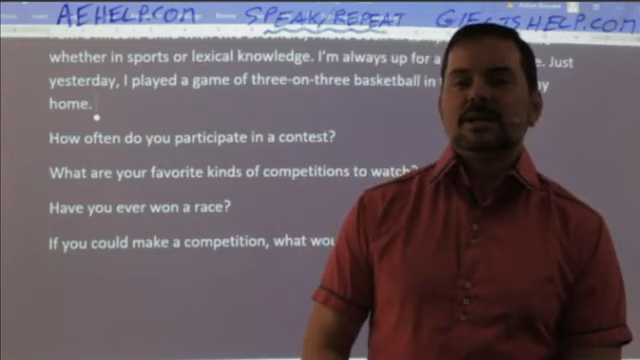 AEHELP.COM SPEAK/REPEAT GIELTSHELP.COM
whether in sports or lexical knowledge. I'm always up for a Just
yesterday, I played a game of three-on-three basketball in
home.
How often do you participate in a contest?
What are your favorite kinds of competitions to watch?
Have you ever won a race?
If you could make a competition, what